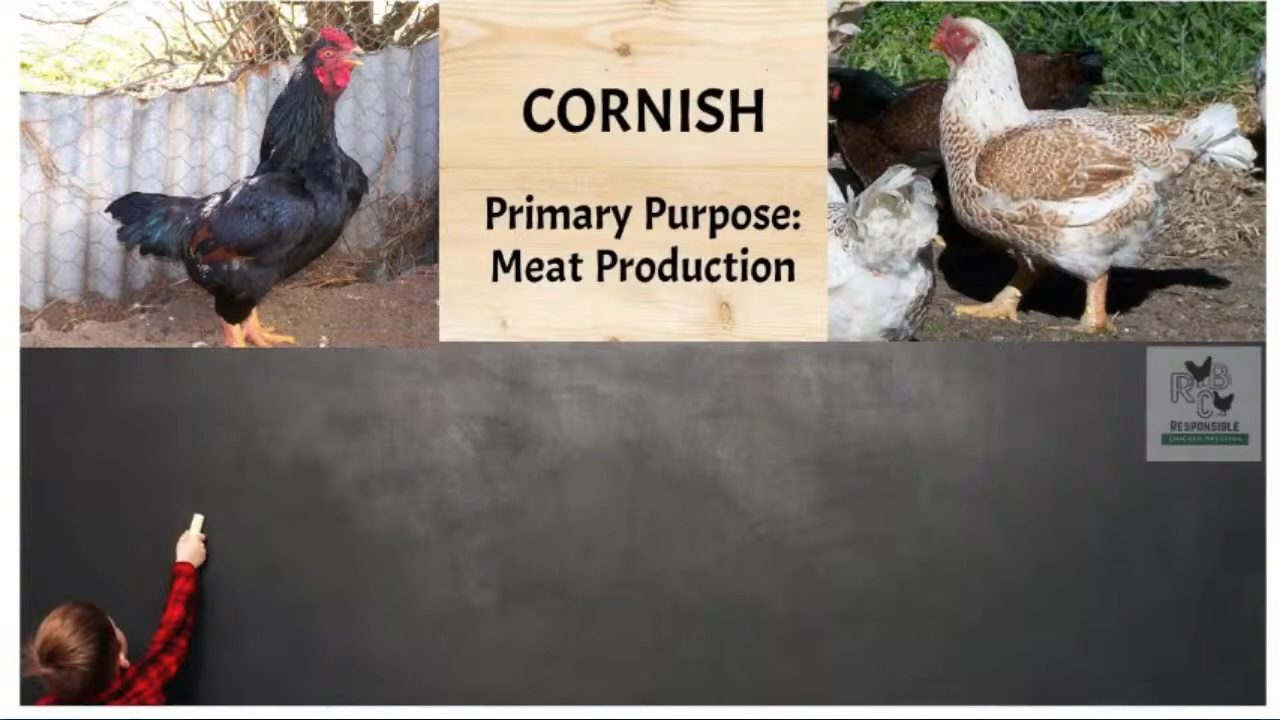 CORNISH
Primary Purpose:
Meat Production
R B
C
RESPONSIBLE